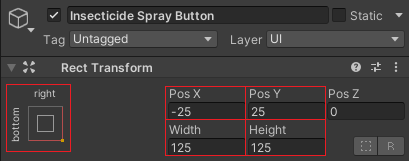 Insecticide Spray Button
Static
Tag Untagged Layer UI
Rect Transform
right
bottom
Pos X Pos Y Pos Z
-25 25 0
Width Height
125 125
R